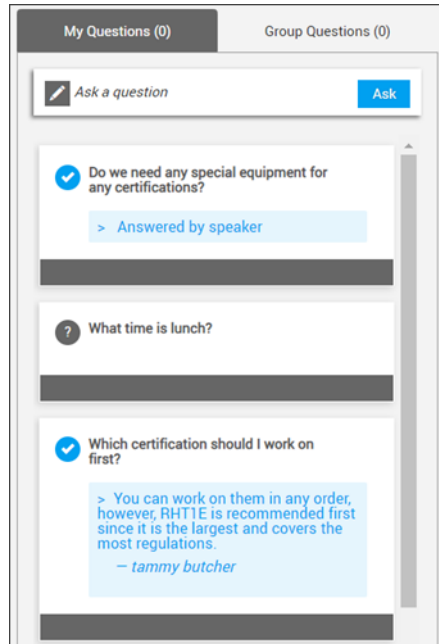 My Questions (0)
Group Questions (0)
Ask a question
Ask
Do we need any special equipment for
any certifications?
> Answered by speaker
?
What time is lunch?
Which certification should I work on
first?
> You can work on them in any order,
however, RHT1E is recommended first
since it is the largest and covers the
most regulations.
— tammy butcher